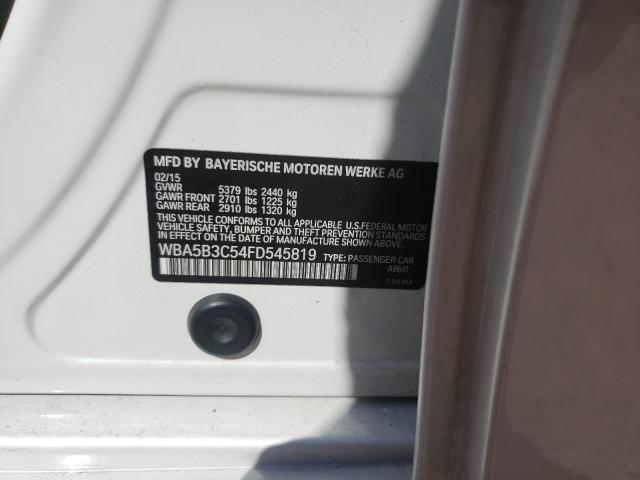 MFD BY BAYERISCHE MOTOREN WERKE AG
02/15
GVWR 5379 lbs 2440 kg
GAWR FRONT 2701 lbs 1225 kg
GAWR REAR 2910 lbs 1320 kg
THIS VEHICLE CONFORMS TO ALL APPLICABLE U.S.FEDERAL MOTOR
VEHICLE SAFETY, BUMPER, AND THEFT PREVENTION STANDARDS
IN EFFECT ON THE DATE OF MANUFACTURE SHOWN ABOVE.
WBA5B3C54FD545819 TYPE: PASSENGER CAR
A96/0